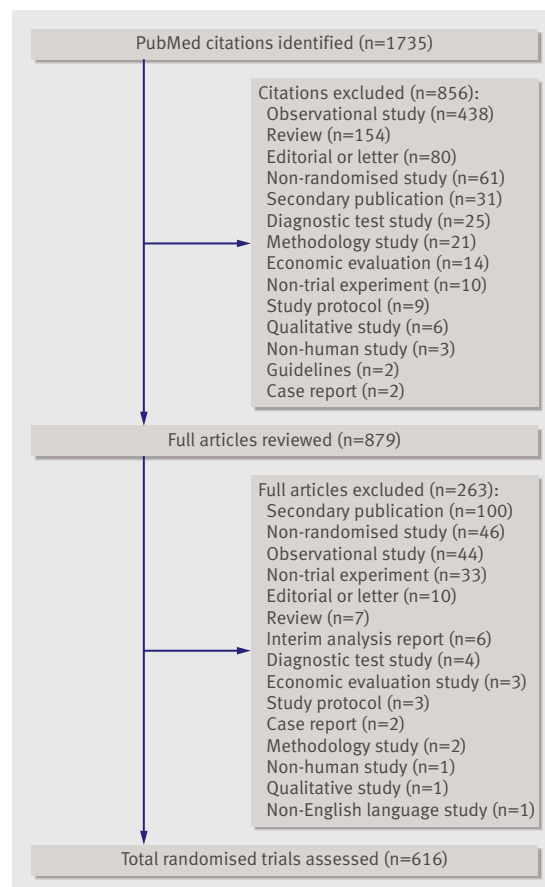 PubMed citations identified (n=1735)
Citations excluded (n=856):
Observational study (n=438)
Review (n=154)
Editorial or letter (n=80)
Non-randomised study (n=61)
Secondary publication (n=31)
Diagnostic test study (n=25)
Methodology study (n=21)
Economic evaluation (n=14)
Non-trial experiment (n=10)
Study protocol (n=9)
Qualitative study (n=6)
Non-human study (n=3)
Guidelines (n=2)
Case report (n=2)
Full articles reviewed (n=879)
Full articles excluded (n=263):
Secondary publication (n=100)
Non-randomised study (n=46)
Observational study (n=44)
Non-trial experiment (n=33)
Editorial or letter (n=10)
Review (n=7)
Interim analysis report (n=6)
Diagnostic test study (n=4)
Economic evaluation study (n=3)
Study protocol (n=3)
Case report (n=2)
Methodology study (n=2)
Non-human study (n=1)
Qualitative study (n=1)
Non-English language study (n=1)
Total randomised trials assessed (n=616)